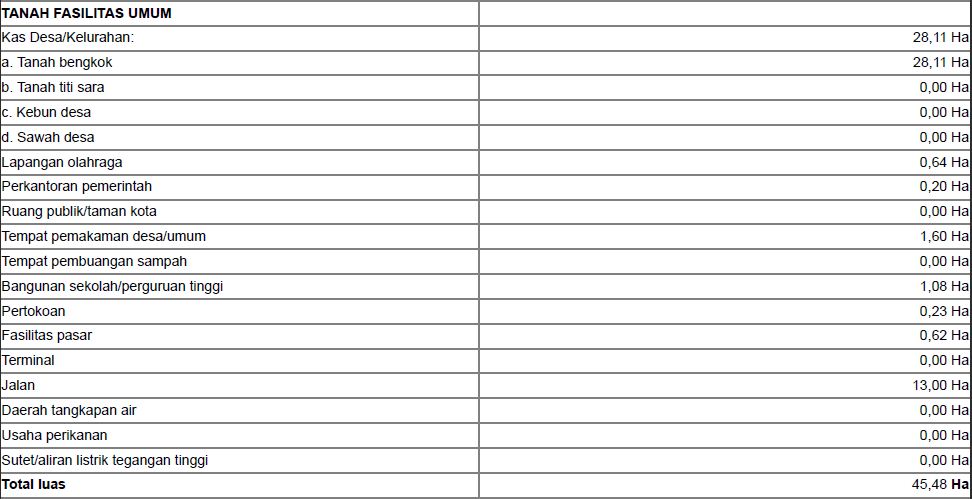 TANAH FASILITAS UMUM
Kas Desa/Kelurahan: 28,11 Ha
a. Tanah bengkok 28,11 Ha
b. Tanah titi sara 0,00 Ha
c. Kebun desa 0,00 Ha
d. Sawah desa 0,00 Ha
Lapangan olahraga 0,64 Ha
Perkantoran pemerintah 0,20 Ha
Ruang publik/taman kota 0,00 Ha
Tempat pemakaman desa/umum 1,60 Ha
Tempat pembuangan sampah 0,00 Ha
Bangunan sekolah/perguruan tinggi 1,08 Ha
Pertokoan 0,23 Ha
Fasilitas pasar 0,62 Ha
Terminal 0,00 Ha
Jalan 13,00 Ha
Daerah tangkapan air 0,00 Ha
Usaha perikanan 0,00 Ha
Sutet/aliran listrik tegangan tinggi 0,00 Ha
Total luas 45,48 Ha